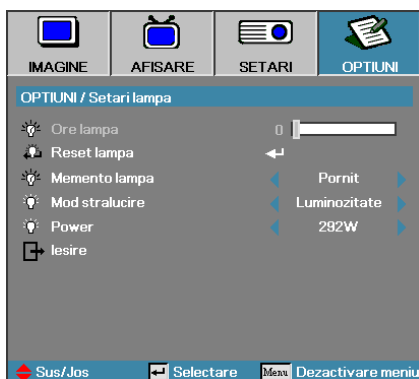 IMAGINE AFISARE SETARI OPTIUNI
OPTIUNI / Setari lampa
Ore lampa 0
Reset lampa
Memento lampa Pornit
Mod stralucire Luminozitate
Power 292W
Iesire
Sus/Jos Selectare Menu Dezactivare meniu